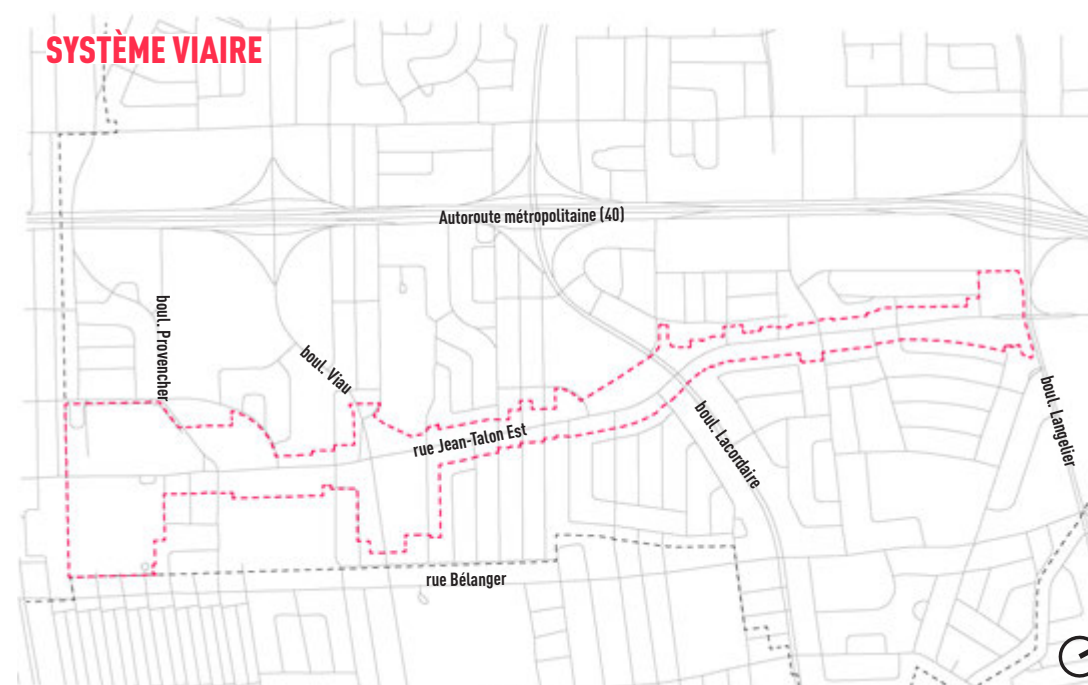 SYSTÈME VIAIRE
Autoroute métropolitaine (40)
boul. Provencher
boul. Viau
rue Jean-Talon Est
boul. Lacordaire
boul. Langelier
rue Bélanger